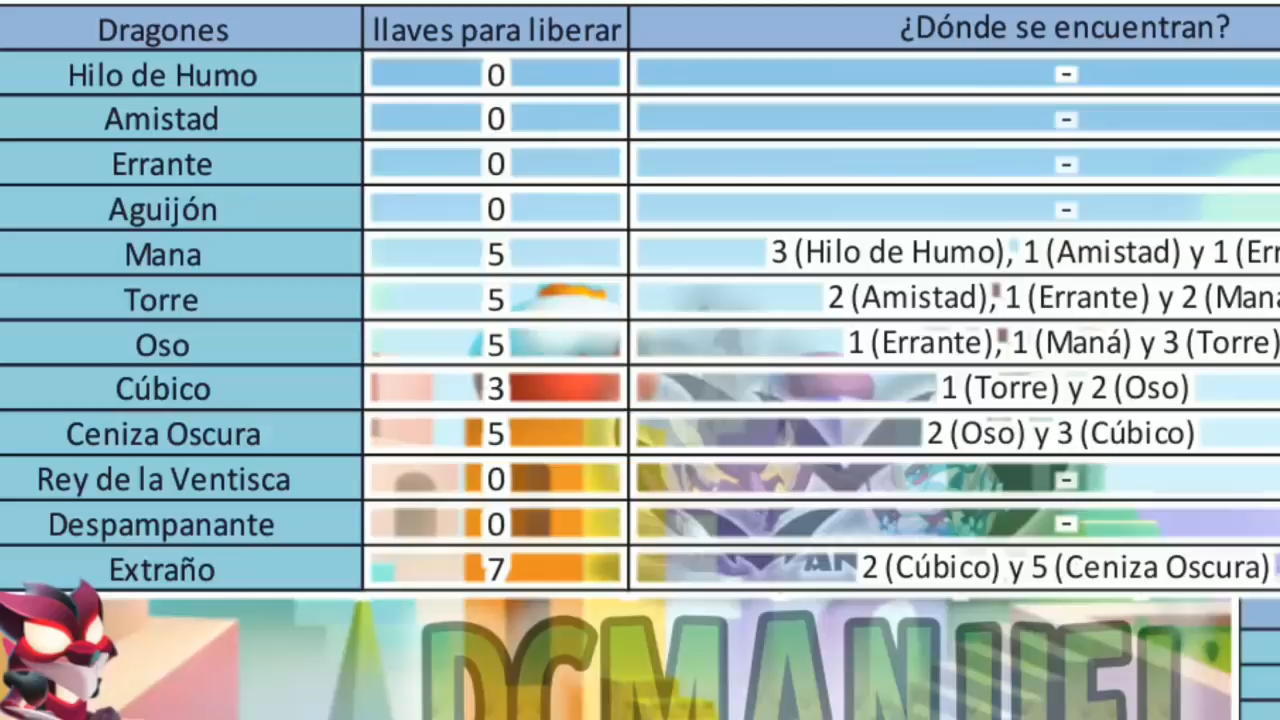 Dragones llaves para liberar ¿Dónde se encuentran?
Hilo de Humo 0 -
Amistad 0 -
Errante 0 -
Aguijón 0 -
Mana 5 3 (Hilo de Humo), 1 (Amistad) y 1 (Err
Torre 5 2 (Amistad), 1 (Errante) y 2 (Maná
Oso 5 1 (Errante), 1 (Maná) y 3 (Torre)
Cúbico 3 1 (Torre) y 2 (Oso)
Ceniza Oscura 5 2 (Oso) y 3 (Cúbico)
Rey de la Ventisca 0 -
Despampanante 0 -
Extraño 7 2 (Cúbico) y 5 (Ceniza Oscura)
DCMANUEL